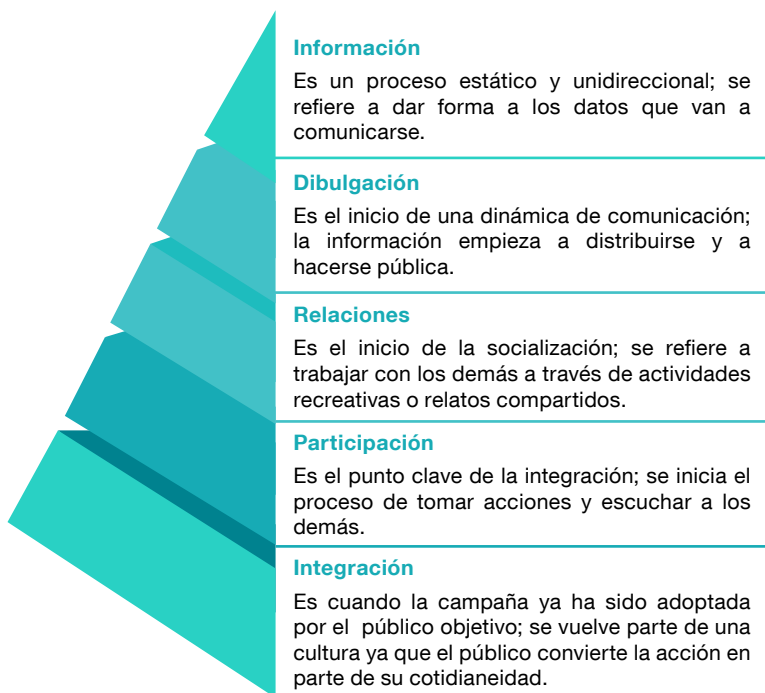 Información
Es un proceso estático y unidireccional; se
refiere a dar forma a los datos que van a
comunicarse.
Dibulgación
Es el inicio de una dinámica de comunicación;
la información empieza a distribuirse y a
hacerse pública.
Relaciones
Es el inicio de la socialización; se refiere a
trabajar con los demás a través de actividades
recreativas o relatos compartidos.
Participación
Es el punto clave de la integración; se inicia el
proceso de tomar acciones y escuchar a los
demás.
Integración
Es cuando la campaña ya ha sido adoptada
por el público objetivo; se vuelve parte de una
cultura ya que el público convierte la acción en
parte de su cotidianeidad.